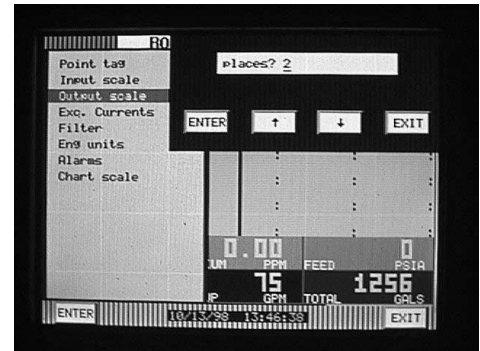 RO
places? 2
Point tag
Input scale
Output scale
Exc. Currents
Filter
Eng units
Alarms
Chart scale
ENTER ↑ ↓ EXIT
0.00 0
UM PPM FEED PSIA
75 1256
UP GPM TOTAL GALS
ENTER 10/13/98 13:46:38 EXIT